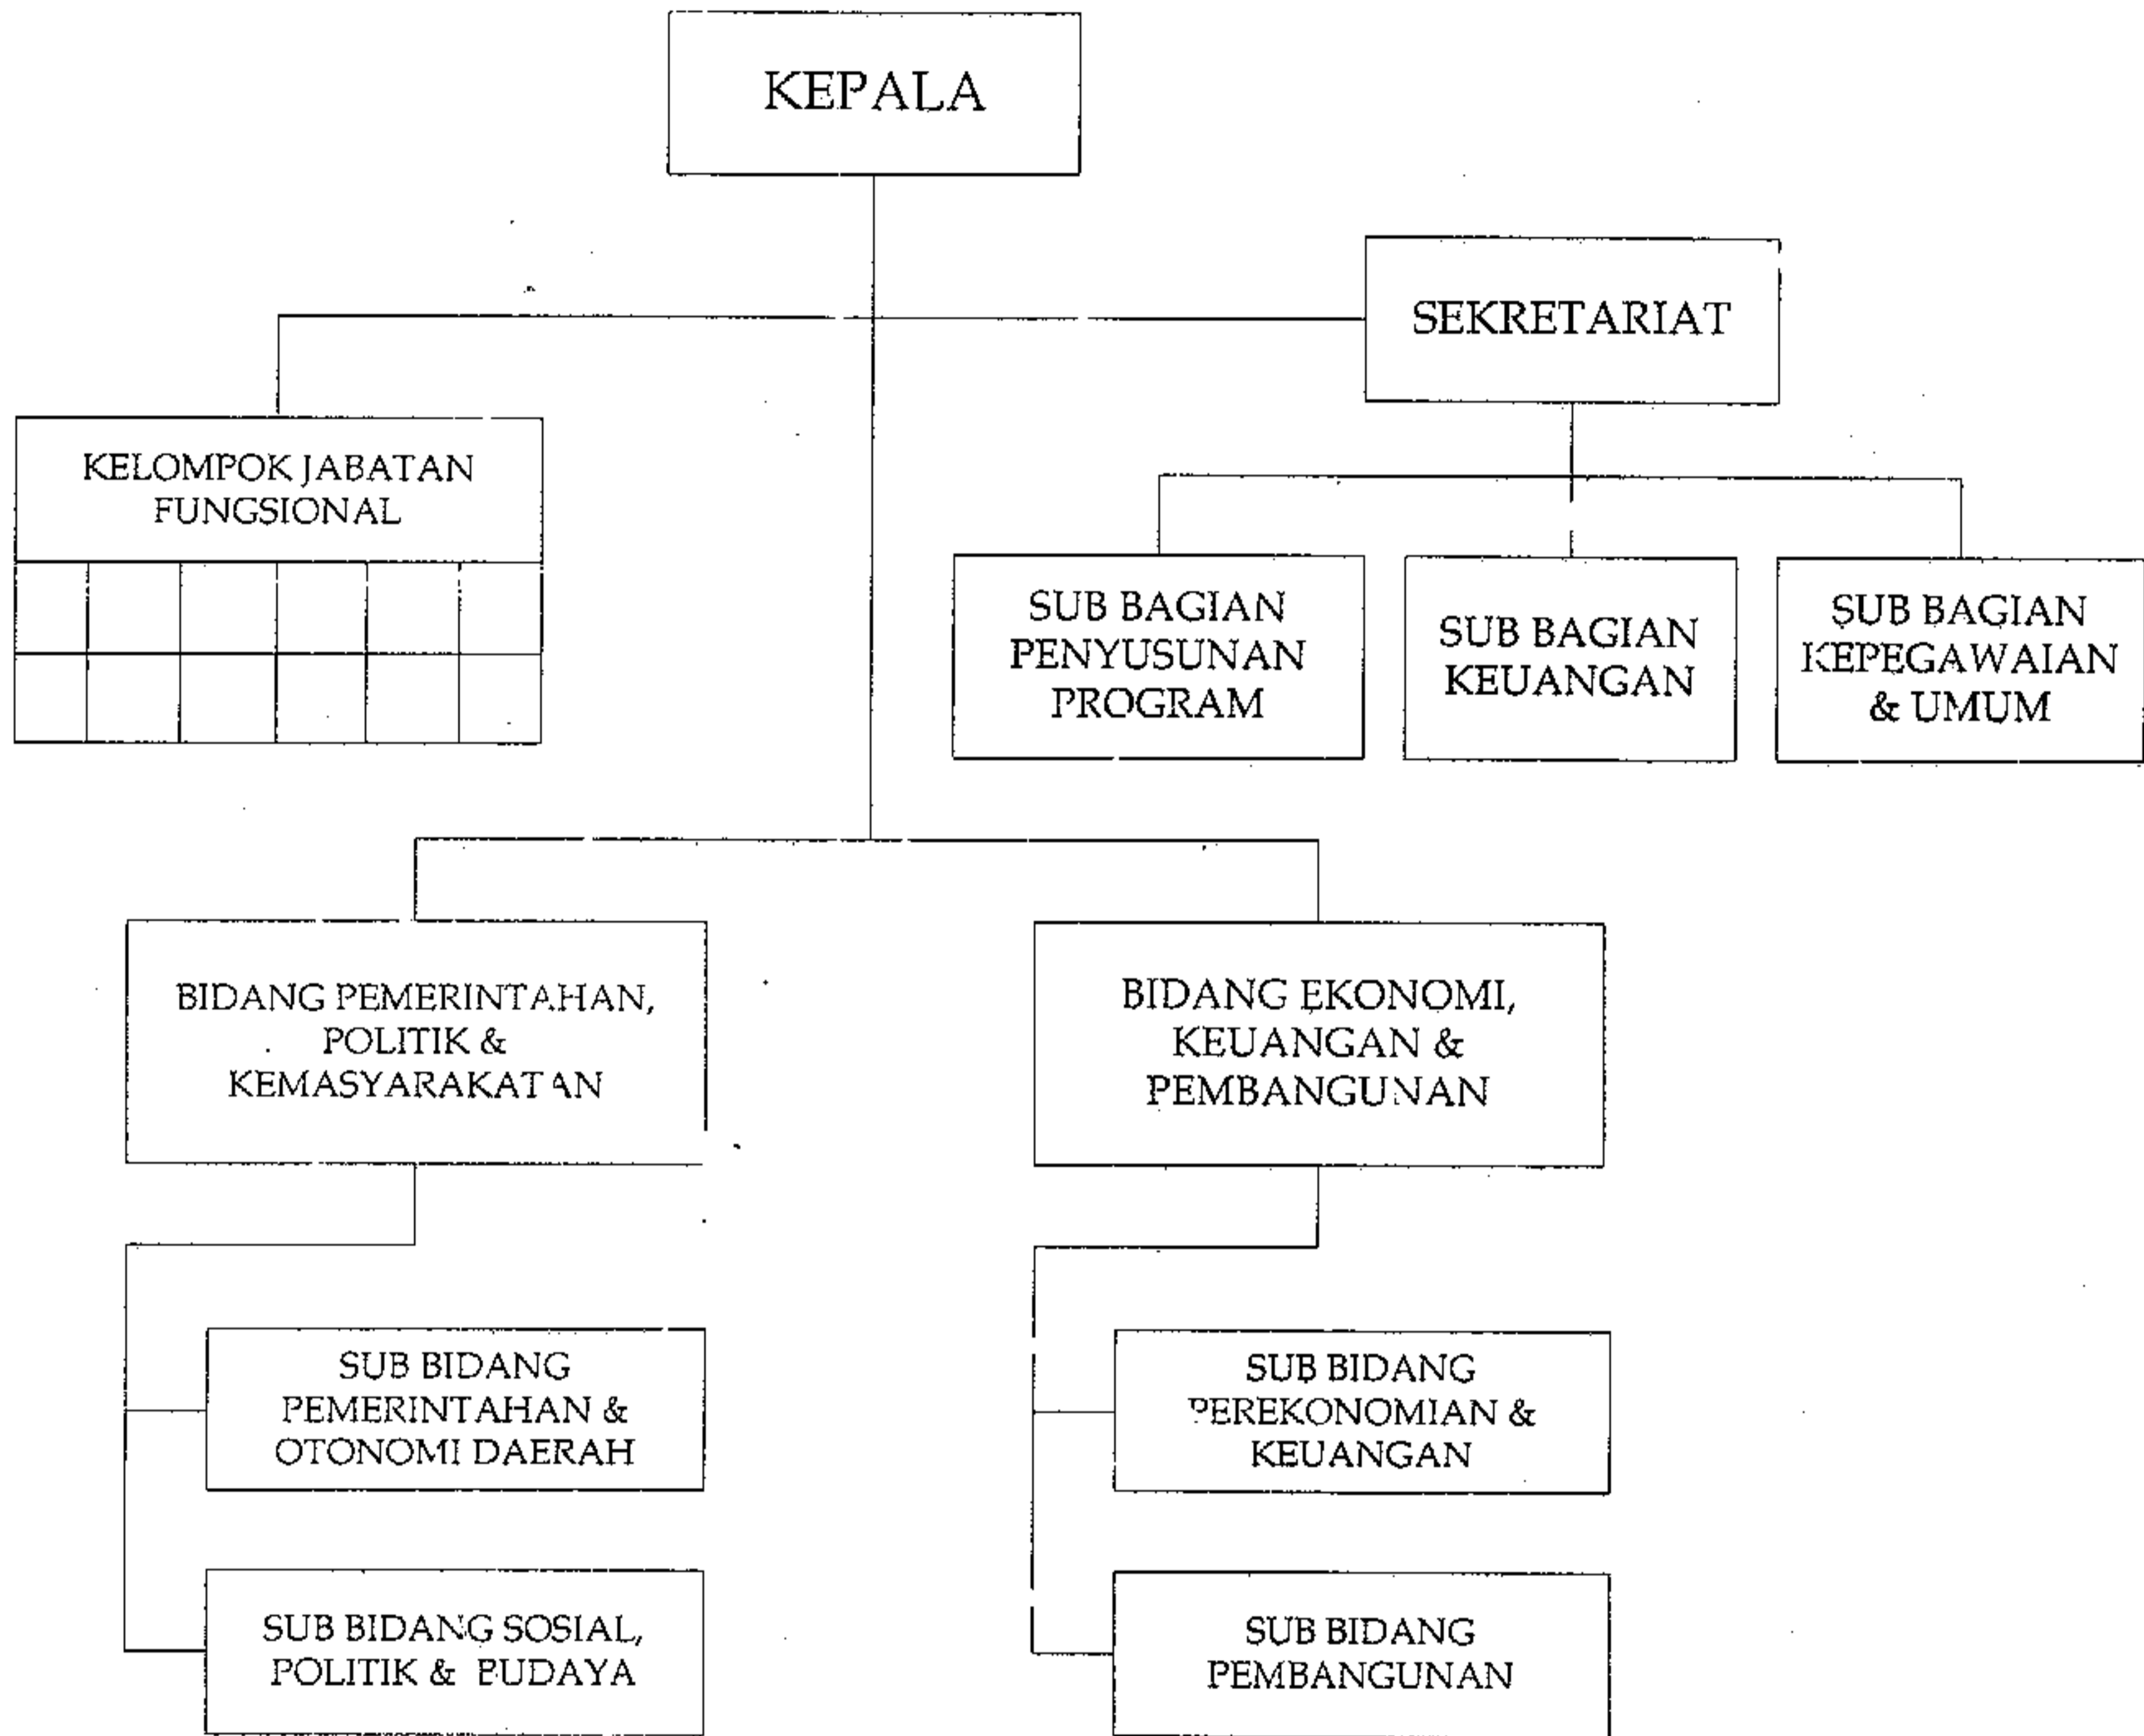 KEPALA
SEKRETARIAT
KELOMPOK JABATAN
FUNGSIONAL
SUB BAGIAN
PENYUSUNAN
PROGRAM
SUB BAGIAN
KEUANGAN
SUB BAGIAN
KEPEGAWAIAN
& UMUM
BIDANG PEMERINTAHAN,
POLITIK &
KEMASYARAKATAN
BIDANG EKONOMI,
KEUANGAN &
PEMBANGUNAN
SUB BIDANG
PEMERINTAHAN &
OTONOMI DAERAH
SUB BIDANG
PEREKONOMIAN &
KEUANGAN
SUB BIDANG SOSIAL,
POLITIK & BUDAYA
SUB BIDANG
PEMBANGUNAN